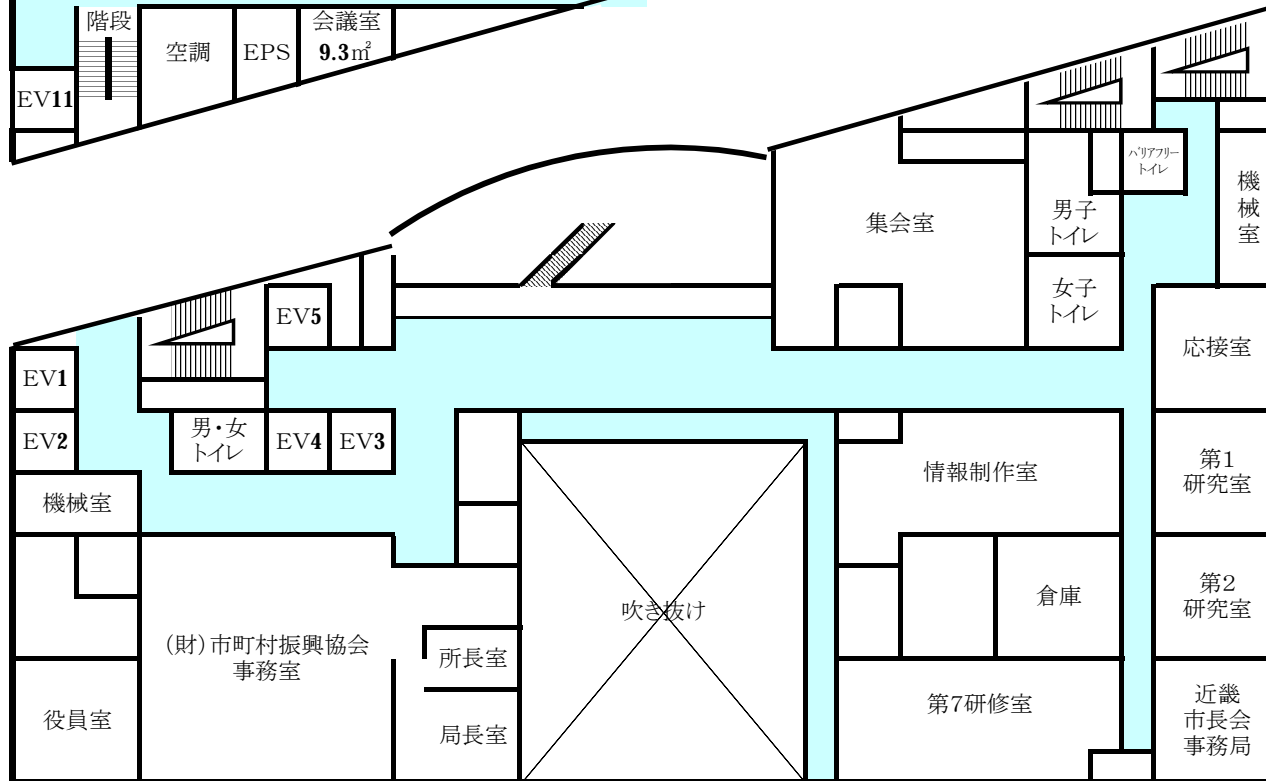 階段
空調
EPS
会議室
9.3㎡
EV11
バリアフリー
トイレ
機
械
室
集会室
男子
トイレ
女子
トイレ
EV5
応接室
EV1
EV2
男・女
トイレ
EV4
EV3
機械室
情報制作室
第1
研究室
吹き抜け
倉庫
第2
研究室
(財)市町村振興協会
事務室
所長室
役員室
局長室
第7研修室
近畿
市長会
事務局